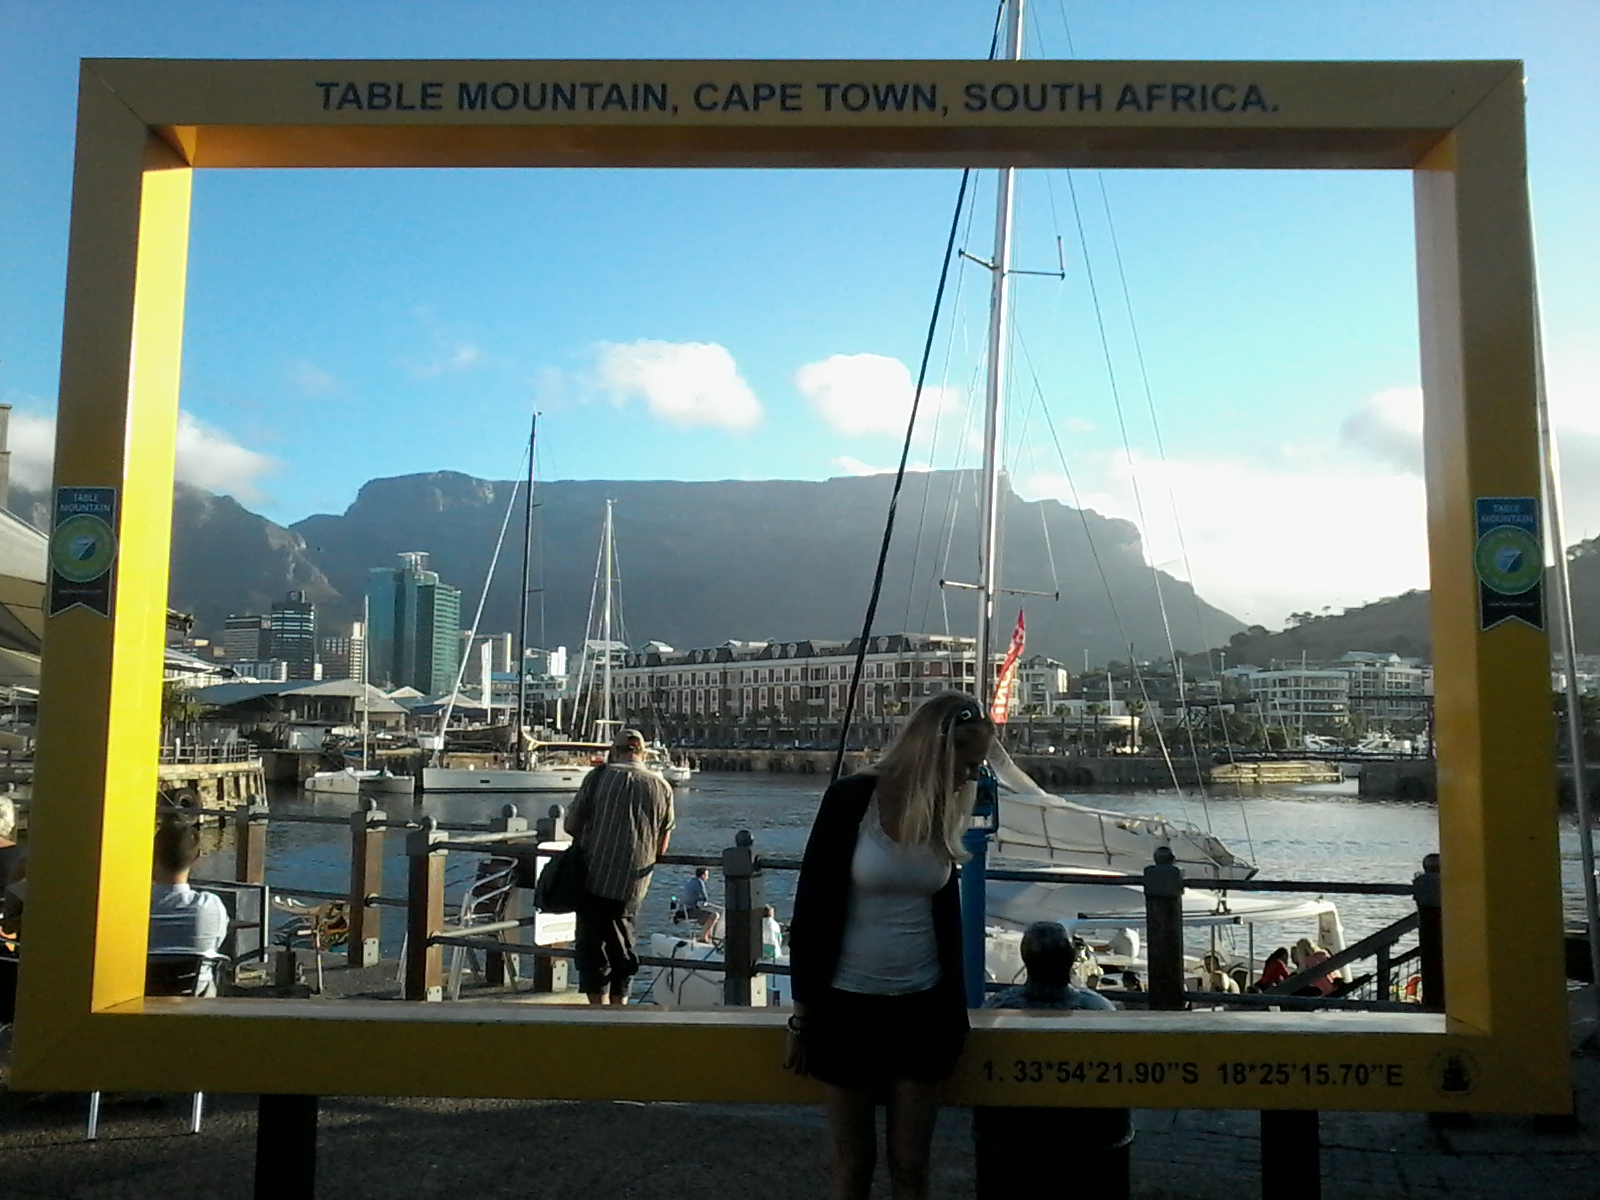 TABLE MOUNTAIN, CAPE TOWN, SOUTH AFRICA.
TABLE
MOUNTAIN
TABLE
MOUNTAIN
1. 33*54'21.90"S 18*25'15.70"E